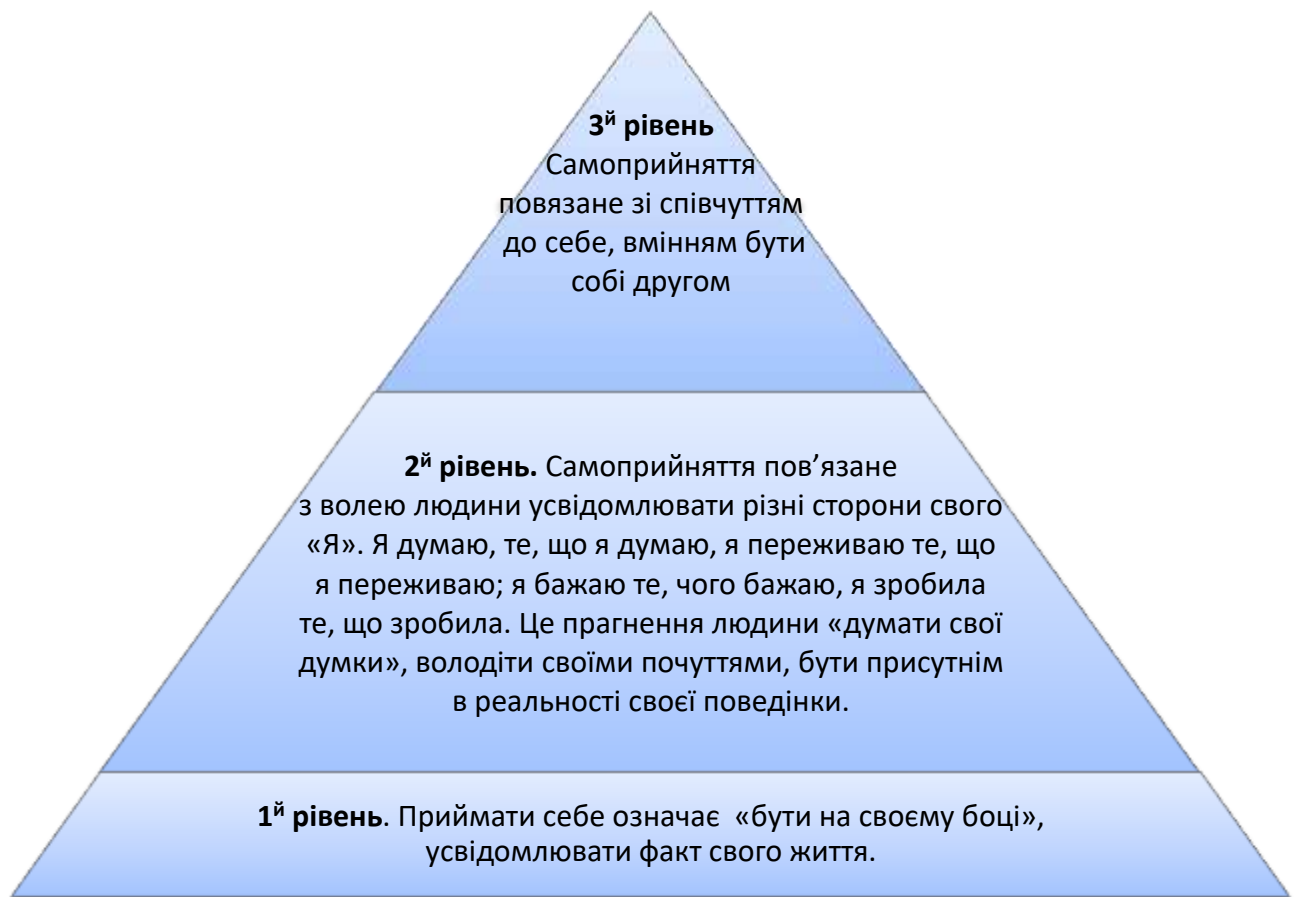 3й рівень
Самоприйняття
повязане зі співчуттям
до себе, вмінням бути
собі другом
2й рівень. Самоприйняття пов’язане
з волею людини усвідомлювати різні сторони свого
«Я». Я думаю, те, що я думаю, я переживаю те, що
я переживаю; я бажаю те, чого бажаю, я зробила
те, що зробила. Це прагнення людини «думати свої
думки», володіти своїми почуттями, бути присутнім
в реальності своєї поведінки.
1й рівень. Приймати себе означає «бути на своєму боці»,
усвідомлювати факт свого життя.